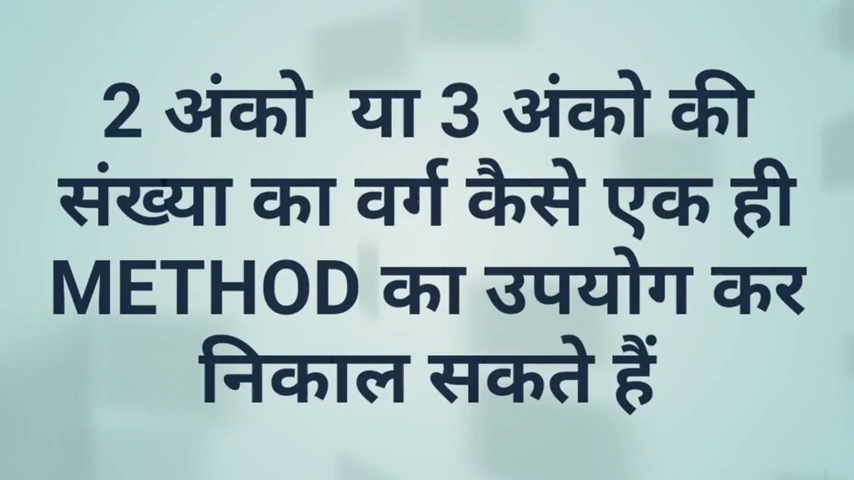 2 अंको या 3 अंको की
संख्या का वर्ग कैसे एक ही
METHOD का उपयोग कर
निकाल सकते हैं